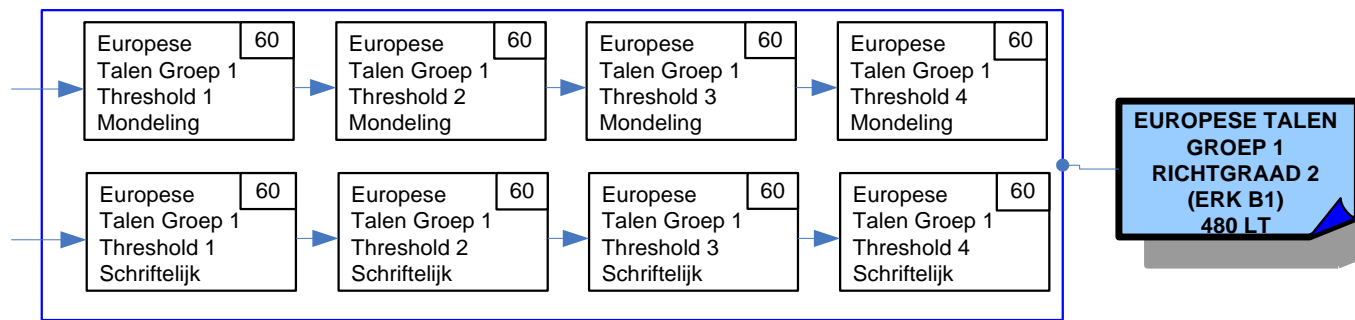 Europese
60
Talen Groep 1
Threshold 1
Mondeling
Europese
60
Talen Groep 1
Threshold 2
Mondeling
Europese
60
Talen Groep 1
Threshold 3
Mondeling
Europese
60
Talen Groep 1
Threshold 4
Mondeling
Europese
60
Talen Groep 1
Threshold 1
Schriftelijk
Europese
60
Talen Groep 1
Threshold 2
Schriftelijk
Europese
60
Talen Groep 1
Threshold 3
Schriftelijk
Europese
60
Talen Groep 1
Threshold 4
Schriftelijk
EUROPESE TALEN
GROEP 1
RICHTGRAAD 2
(ERK B1)
480 LT